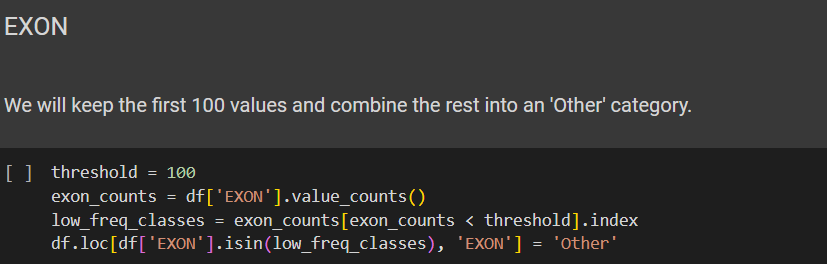 EXON
We will keep the first 100 values and combine the rest into an 'Other' category.
[ ] threshold = 100
exon_counts = df['EXON'].value_counts()
low_freq_classes = exon_counts[exon_counts < threshold].index
df.loc[df['EXON'].isin(low_freq_classes), 'EXON'] = 'Other'